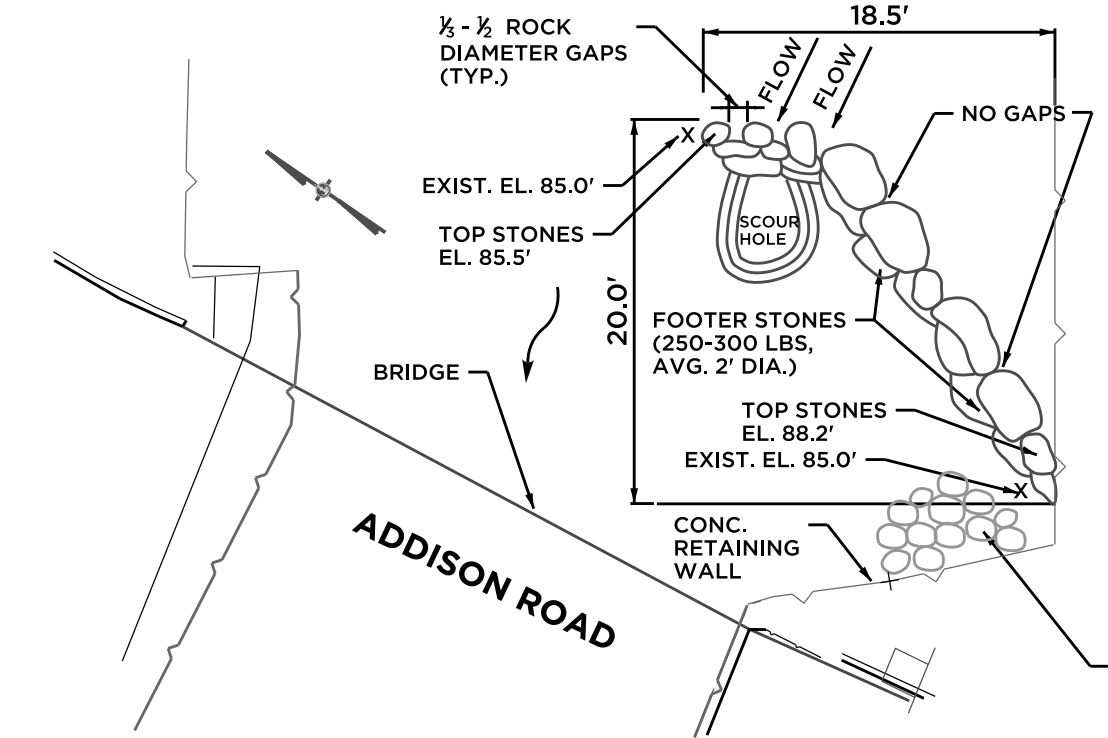 ⅓ - ½ ROCK
DIAMETER GAPS
(TYP.)
18.5'
FLOW
FLOW
NO GAPS
X
EXIST. EL. 85.0'
TOP STONES
EL. 85.5'
SCOUR
HOLE
20.0'
FOOTER STONES
(250-300 LBS,
AVG. 2' DIA.)
BRIDGE
TOP STONES
EL. 88.2'
EXIST. EL. 85.0'
X
CONC.
RETAINING
WALL
ADDISON ROAD